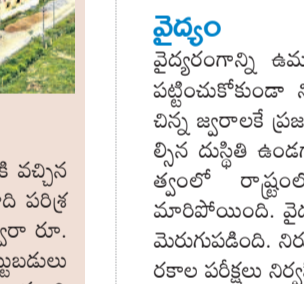 కి వచ్చిన
ది పరిశ్ర
రూ.
బడులు
వైద్యం
వైద్యరంగాన్ని ఉమ
పట్టించుకోకుండా
చిన్న జ్వరాలకే ప్రజ
ల్సిన దుస్థితి ఉండగ
త్వంలో రాష్ట్రంలో
మారిపోయింది. వైద
మెరుగుపడింది. నిరు
రకాల పరీక్షలు నిర్వ